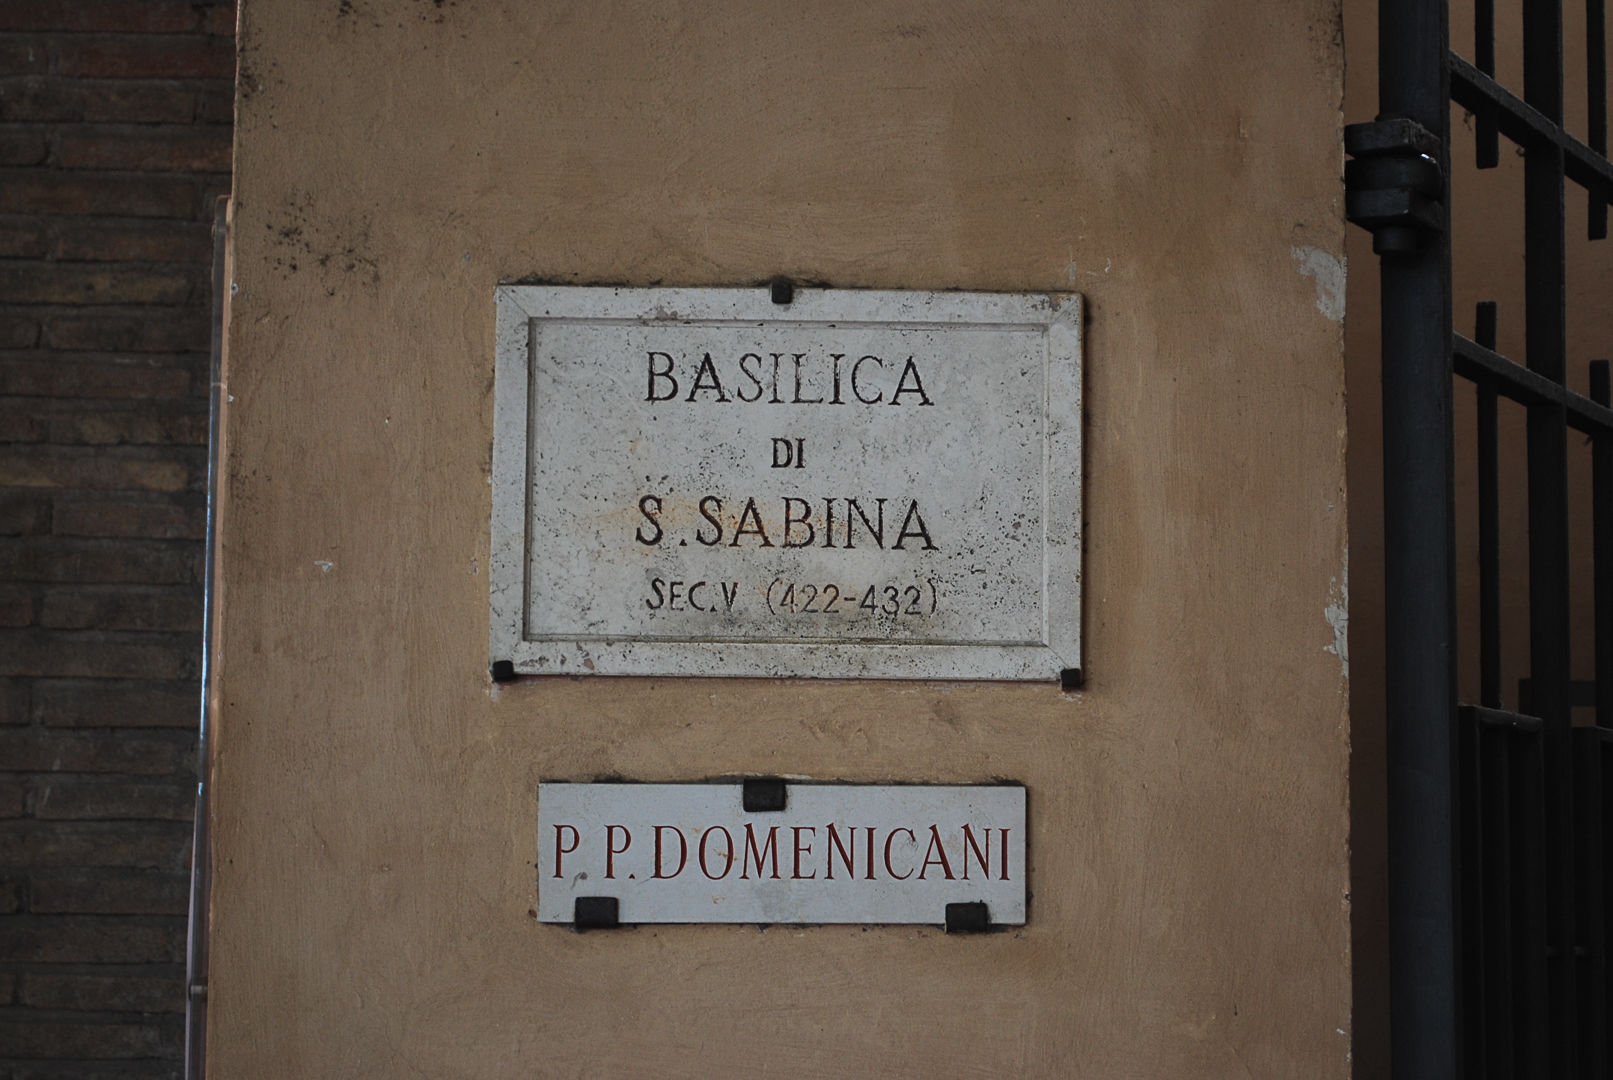 BASILICA
DI
S.SABINA
SEC.V (422-432)
P.P.DOMENICANI